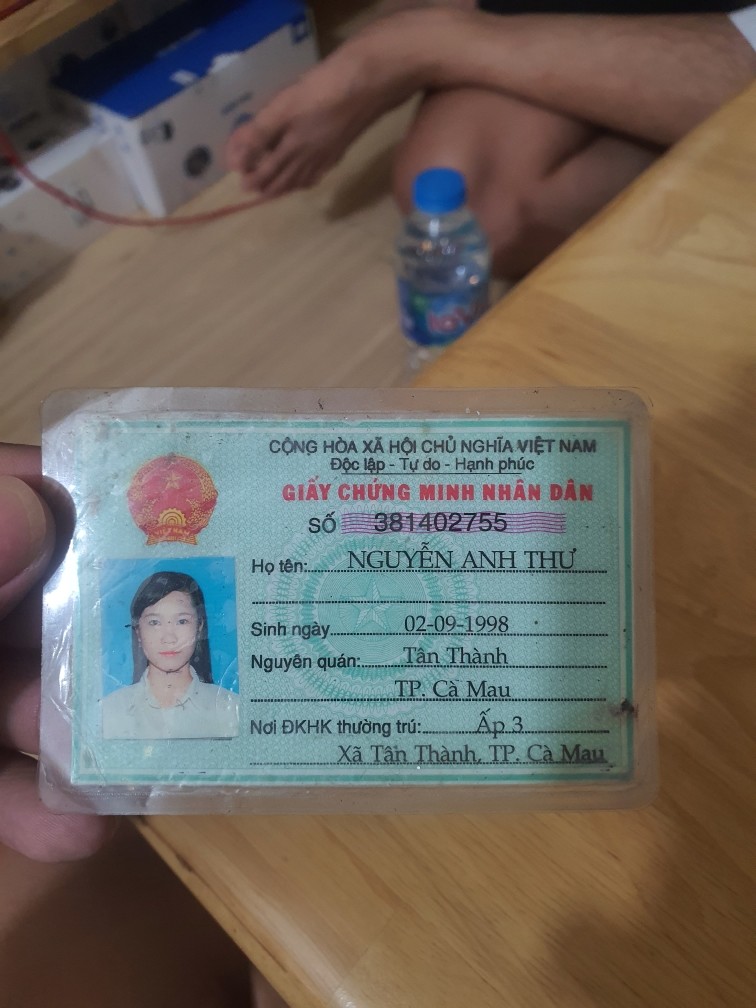 CỘNG HÒA XÃ HỘI CHỦ NGHĨA VIỆT NAM
Độc lập - Tự do - Hạnh phúc
GIẤY CHỨNG MINH NHÂN DÂN
SỐ 381402755
Họ tên: NGUYỄN ANH THƯ
Sinh ngày 02-09-1998
Nguyên quán: Tân Thành
TP. Cà Mau
Nơi ĐKHK thường trú: Ấp 3
Xã Tân Thành, TP. Cà Mau